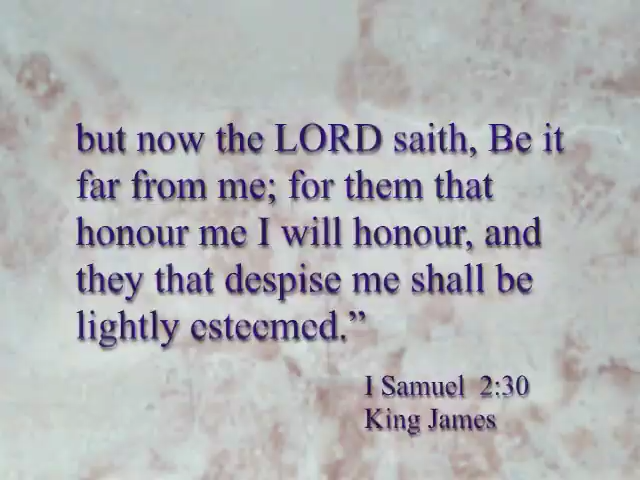 but now the LORD saith, Be it
far from me; for them that
honour me I will honour, and
they that despise me shall be
lightly esteemed.”
I Samuel 2:30
King James